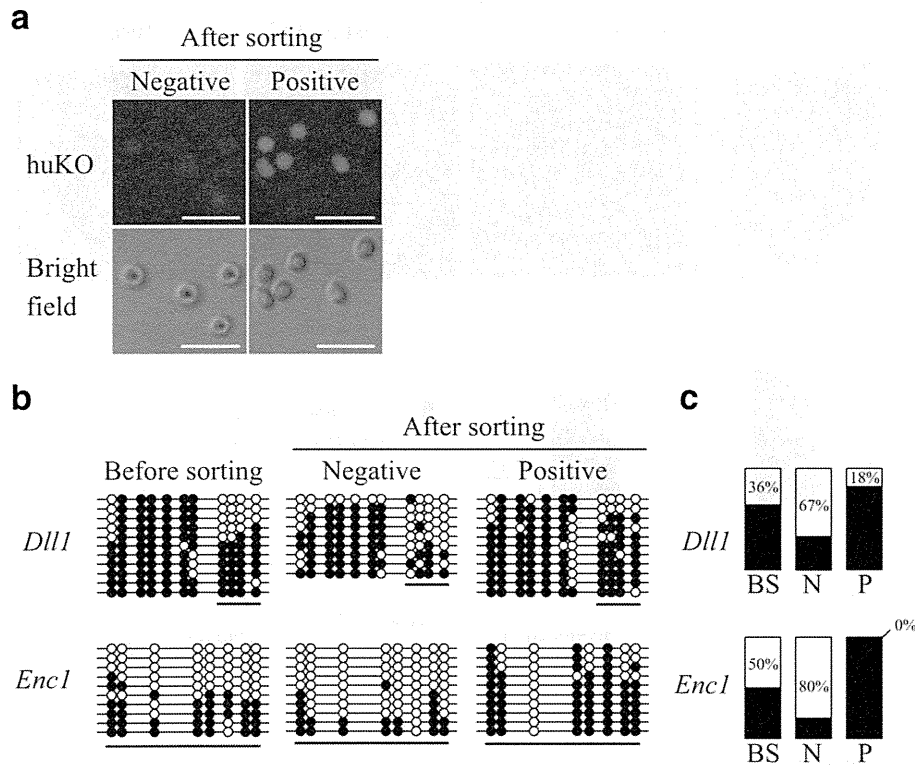 a
After sorting
Negative Positive
huKO
Bright
field
b
After sorting
Before sorting Negative Positive
Dll1
Enc1
c
36% 67% 18%
Dll1
BS N P
0%
50% 80%
Enc1
BS N P